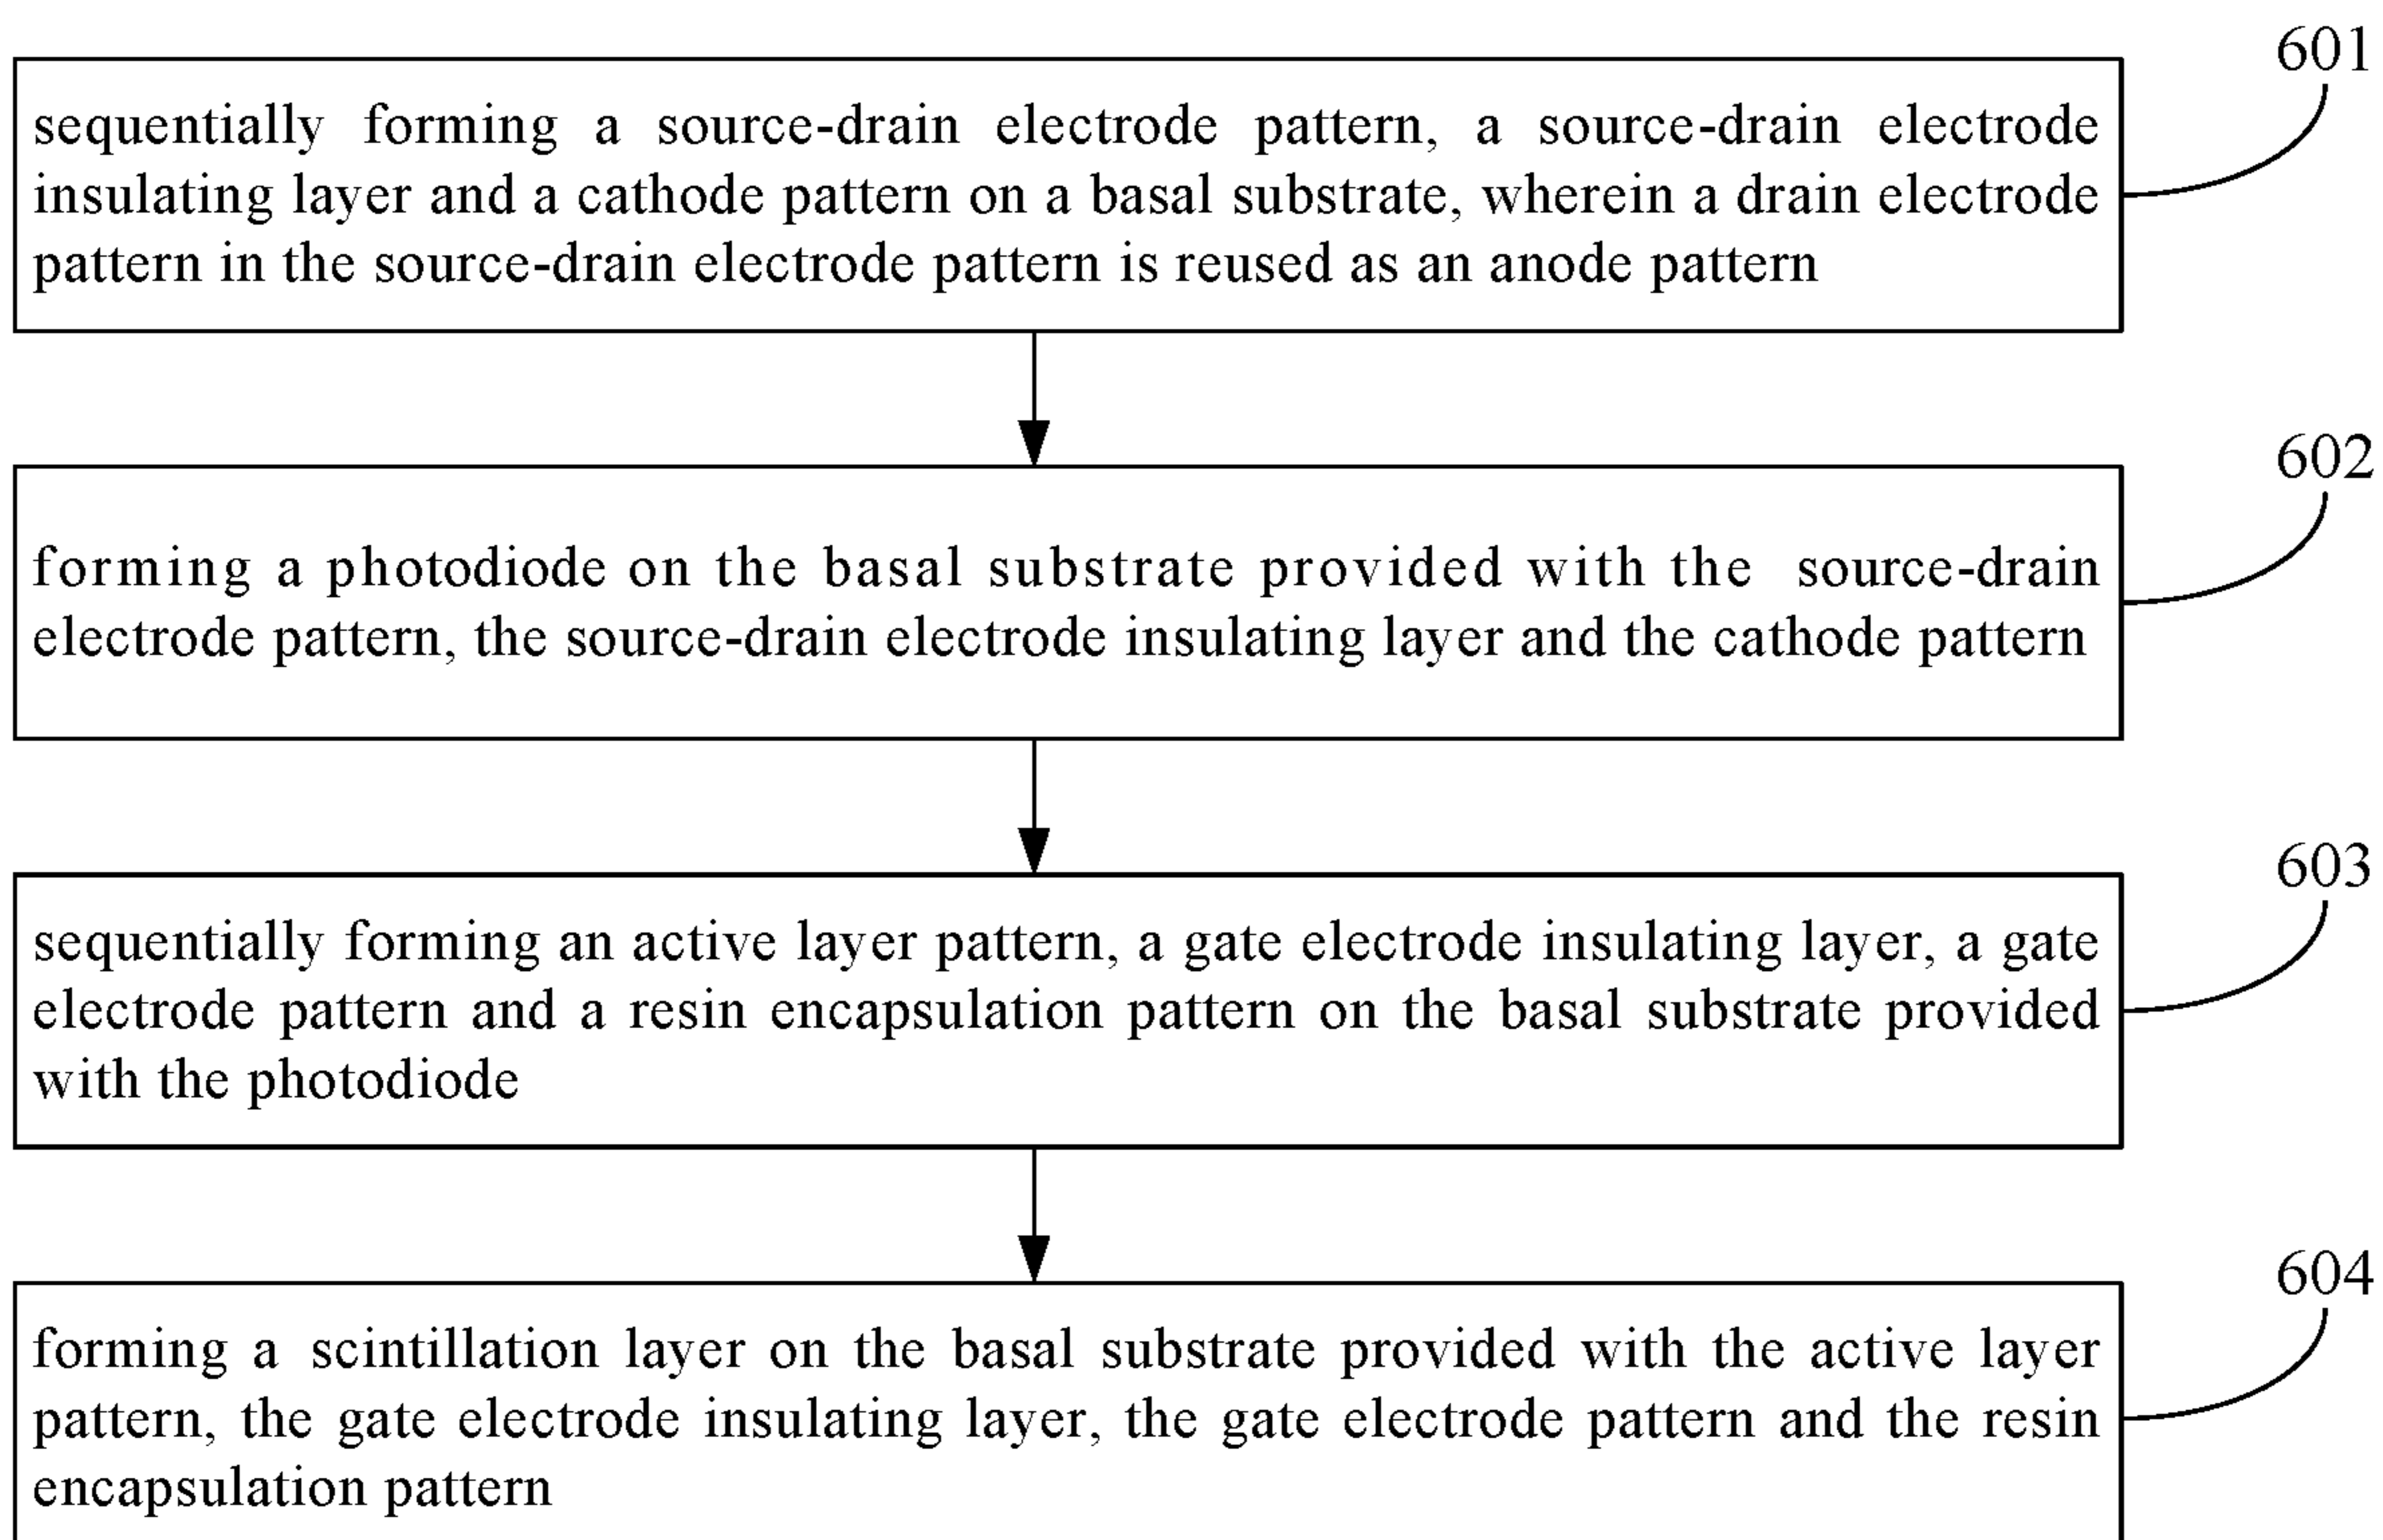 601
sequentially forming a source-drain electrode pattern, a source-drain electrode
insulating layer and a cathode pattern on a basal substrate, wherein a drain electrode
pattern in the source-drain electrode pattern is reused as an anode pattern
602
forming a photodiode on the basal substrate provided with the source-drain
electrode pattern, the source-drain electrode insulating layer and the cathode pattern
603
sequentially forming an active layer pattern, a gate electrode insulating layer, a gate
electrode pattern and a resin encapsulation pattern on the basal substrate provided
with the photodiode
604
forming a scintillation layer on the basal substrate provided with the active layer
pattern, the gate electrode insulating layer, the gate electrode pattern and the resin
encapsulation pattern